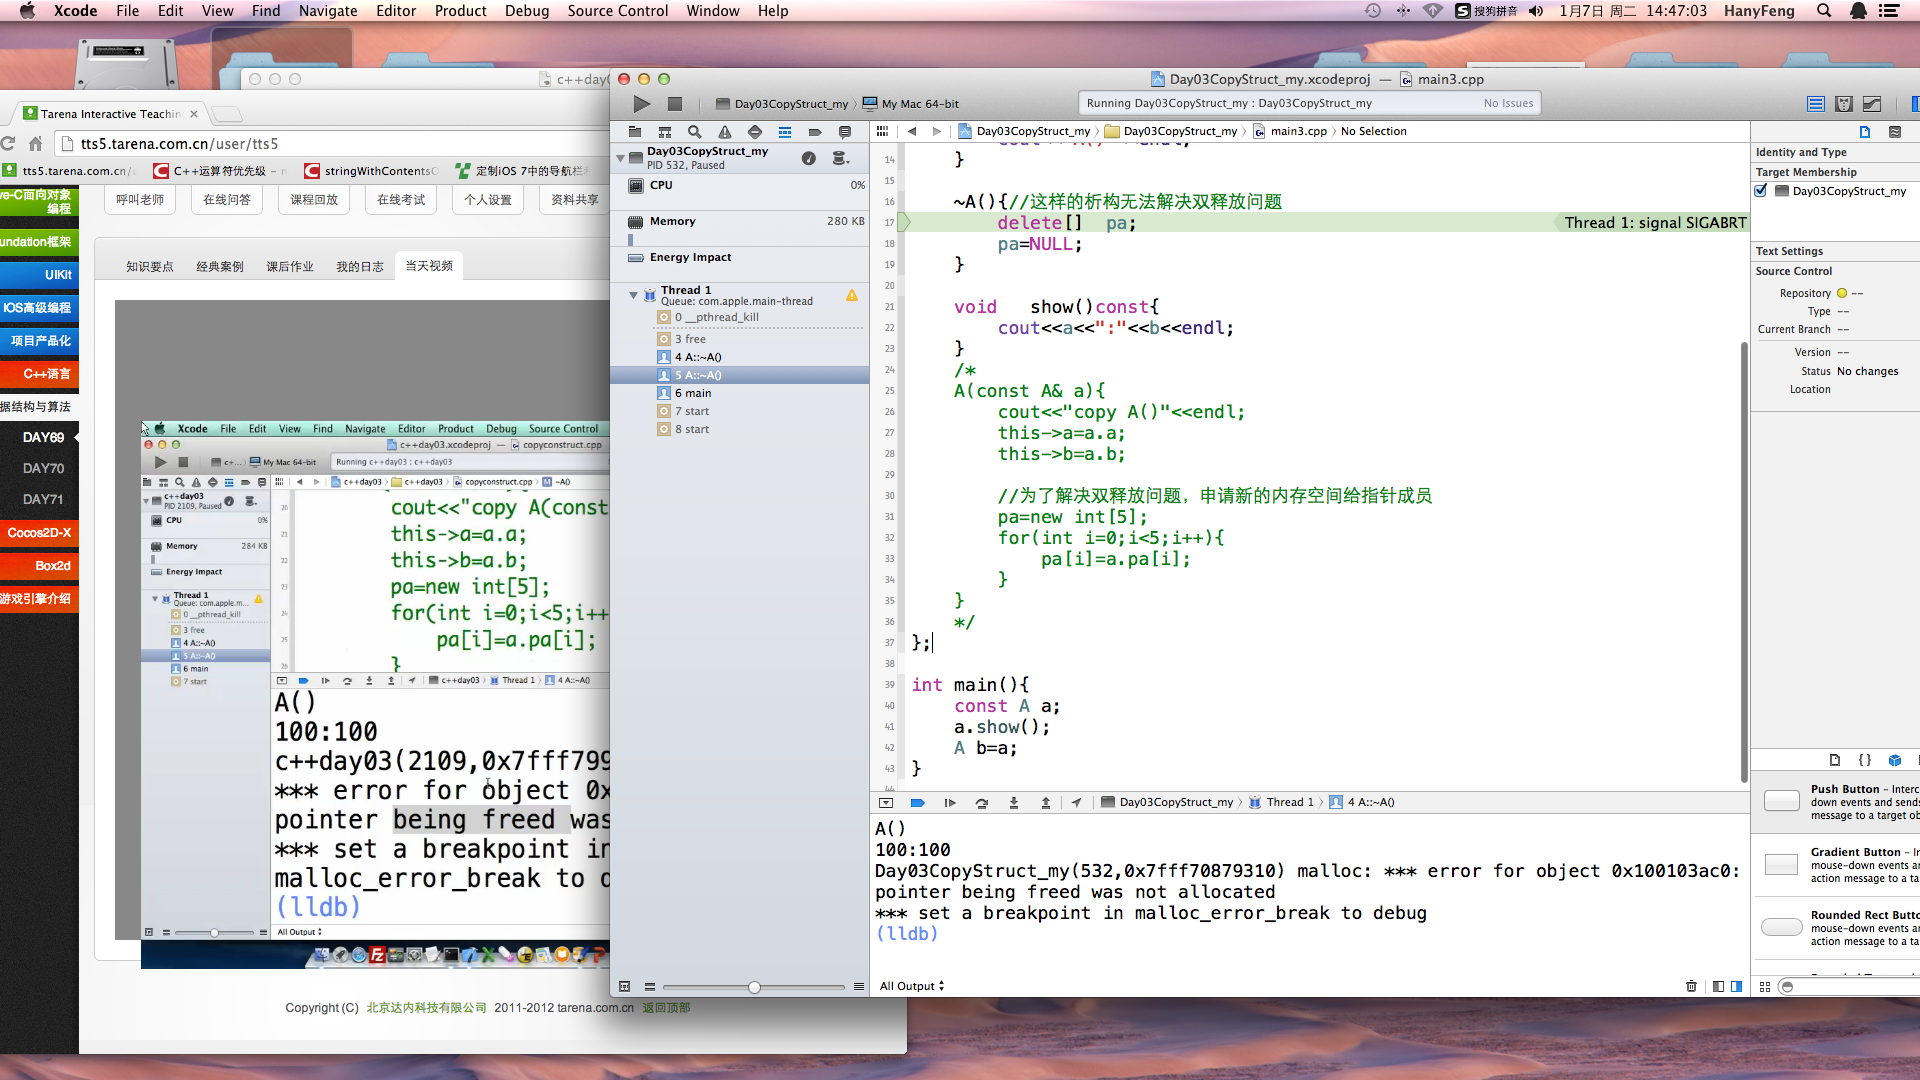 Xcode File Edit View Find Navigate Editor Product Debug Source Control Window Help
搜狗拼音 1月7日 周二 14:47:03 HanyFeng
c++day0
Tarena Interactive Teachin
tts5.tarena.com.cn/user/tts5
tts5.tarena.com.cn/ C++运算符优先级 - stringWithContents 定制iOS 7中的导航栏
呼叫老师 在线问答 课程回放 在线考试 个人设置 资料共享
知识要点 经典案例 课后作业 我的日志 当天视频
ve-C面向对象
编程
undation框架
UIKit
IOS高级编程
项目产品化
C++语言
据结构与算法
DAY69
DAY70
DAY71
Cocos2D-X
Box2d
游戏引擎介绍
Xcode File Edit View Find Navigate Editor Product Debug Source Control
c++day03.xcodeproj — copyconstruct.cpp
c+... My Mac 64-bit Running c++day03 : c++day03
c++day03 c++day03 copyconstruct.cpp ~A()
c++day03
PID 2109, Paused
CPU 0%
Memory 284 KB
Energy Impact
Thread 1
Queue: com.apple.m...
0 __pthread_kill
3 free
4 A::~A()
5 A::~A()
6 main
7 start
20 cout<<"copy A(const
21 this->a=a.a;
22 this->b=a.b;
23 pa=new int[5];
24 for(int i=0;i<5;i++
25 pa[i]=a.pa[i];
26 }
c++day03 Thread 1 4 A::~A()
A()
100:100
c++day03(2109,0x7fff799
*** error for object 0x
pointer being freed was
*** set a breakpoint in
malloc_error_break to d
(lldb)
All Output
Copyright (C) 北京达内科技有限公司 2011-2012 tarena.com.cn 返回顶部
Day03CopyStruct_my.xcodeproj — main3.cpp
Day03CopyStruct_my My Mac 64-bit
Running Day03CopyStruct_my : Day03CopyStruct_my No Issues
Day03CopyStruct_my Day03CopyStruct_my main3.cpp No Selection
Day03CopyStruct_my
PID 532, Paused
CPU 0%
Memory 280 KB
Energy Impact
Thread 1
Queue: com.apple.main-thread
0 __pthread_kill
3 free
4 A::~A()
5 A::~A()
6 main
7 start
8 start
14 }
15
16 ~A(){//这样的析构无法解决双释放问题
17 delete[] pa; Thread 1: signal SIGABRT
18 pa=NULL;
19 }
20
21 void show()const{
22 cout<<a<<":"<<b<<endl;
23 }
24 /*
25 A(const A& a){
26 cout<<"copy A()"<<endl;
27 this->a=a.a;
28 this->b=a.b;
29
30 //为了解决双释放问题，申请新的内存空间给指针成员
31 pa=new int[5];
32 for(int i=0;i<5;i++){
33 pa[i]=a.pa[i];
34 }
35 }
36 */
37 };
38
39 int main(){
40 const A a;
41 a.show();
42 A b=a;
43 }
Day03CopyStruct_my Thread 1 4 A::~A()
A()
100:100
Day03CopyStruct_my(532,0x7fff70879310) malloc: *** error for object 0x100103ac0:
pointer being freed was not allocated
*** set a breakpoint in malloc_error_break to debug
(lldb)
All Output
Identity and Type
Target Membership
Day03CopyStruct_my
Text Settings
Source Control
Repository --
Type --
Current Branch --
Version --
Status No changes
Location
Push Button - Interc
down events and sends
message to a target ob
Gradient Button - In
mouse-down events ar
action message to a ta
Rounded Rect Butto
mouse-down events ar
action message to a ta